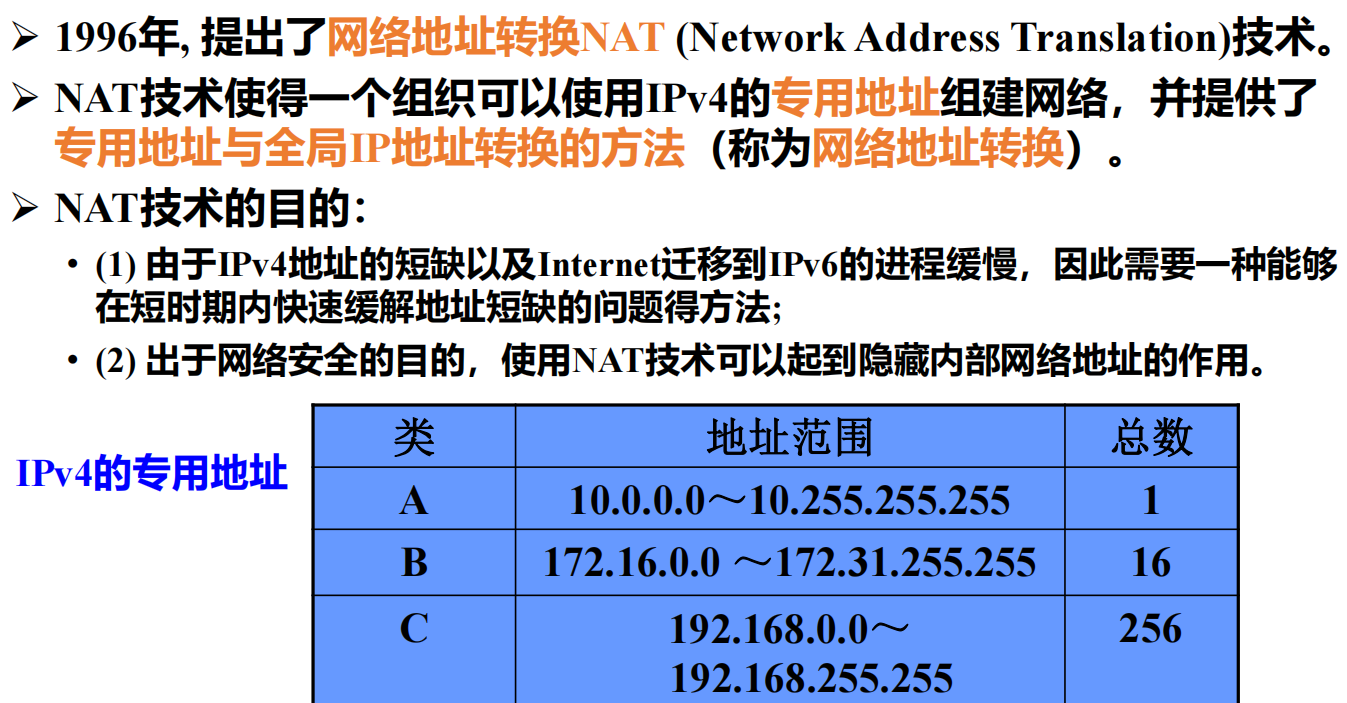 ➢ 1996年, 提出了网络地址转换NAT (Network Address Translation)技术。
➢ NAT技术使得一个组织可以使用IPv4的专用地址组建网络，并提供了
专用地址与全局IP地址转换的方法（称为网络地址转换）。
➢ NAT技术的目的：
• (1) 由于IPv4地址的短缺以及Internet迁移到IPv6的进程缓慢，因此需要一种能够
在短时期内快速缓解地址短缺的问题得方法;
• (2) 出于网络安全的目的，使用NAT技术可以起到隐藏内部网络地址的作用。
IPv4的专用地址
类 地址范围 总数
A 10.0.0.0～10.255.255.255 1
B 172.16.0.0 ～172.31.255.255 16
C 192.168.0.0～ 256
192.168.255.255